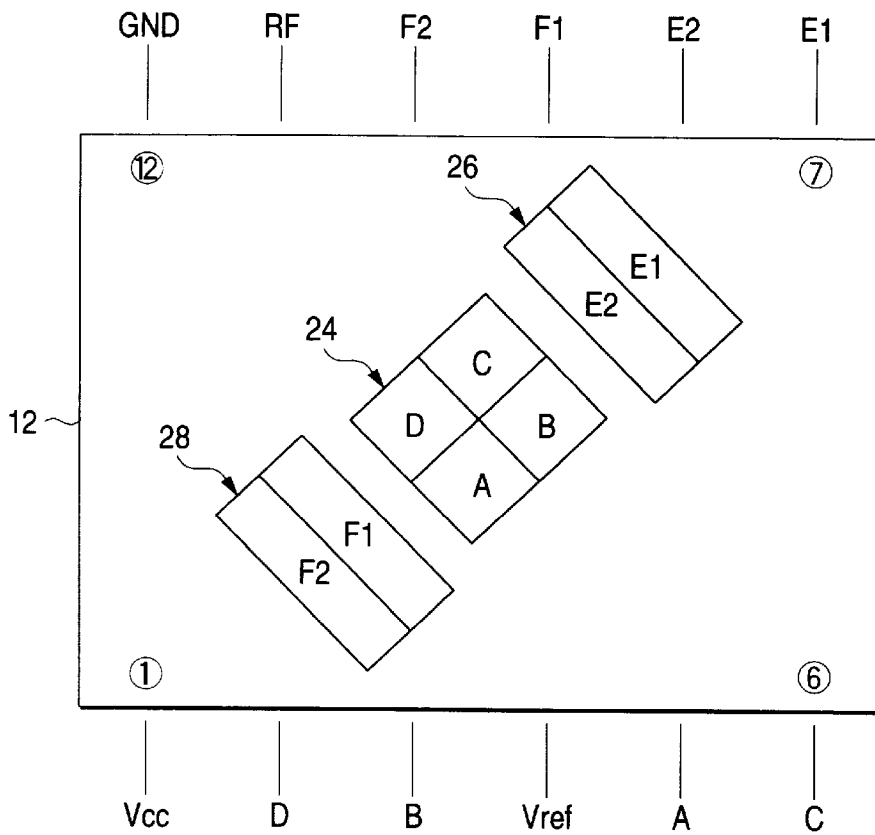 GND RF F2 F1 E2 E1
⑫ 26 ⑦
E1
E2
24
C
12 D B
28
A
F1
F2
① ⑥
Vcc D B Vref A C